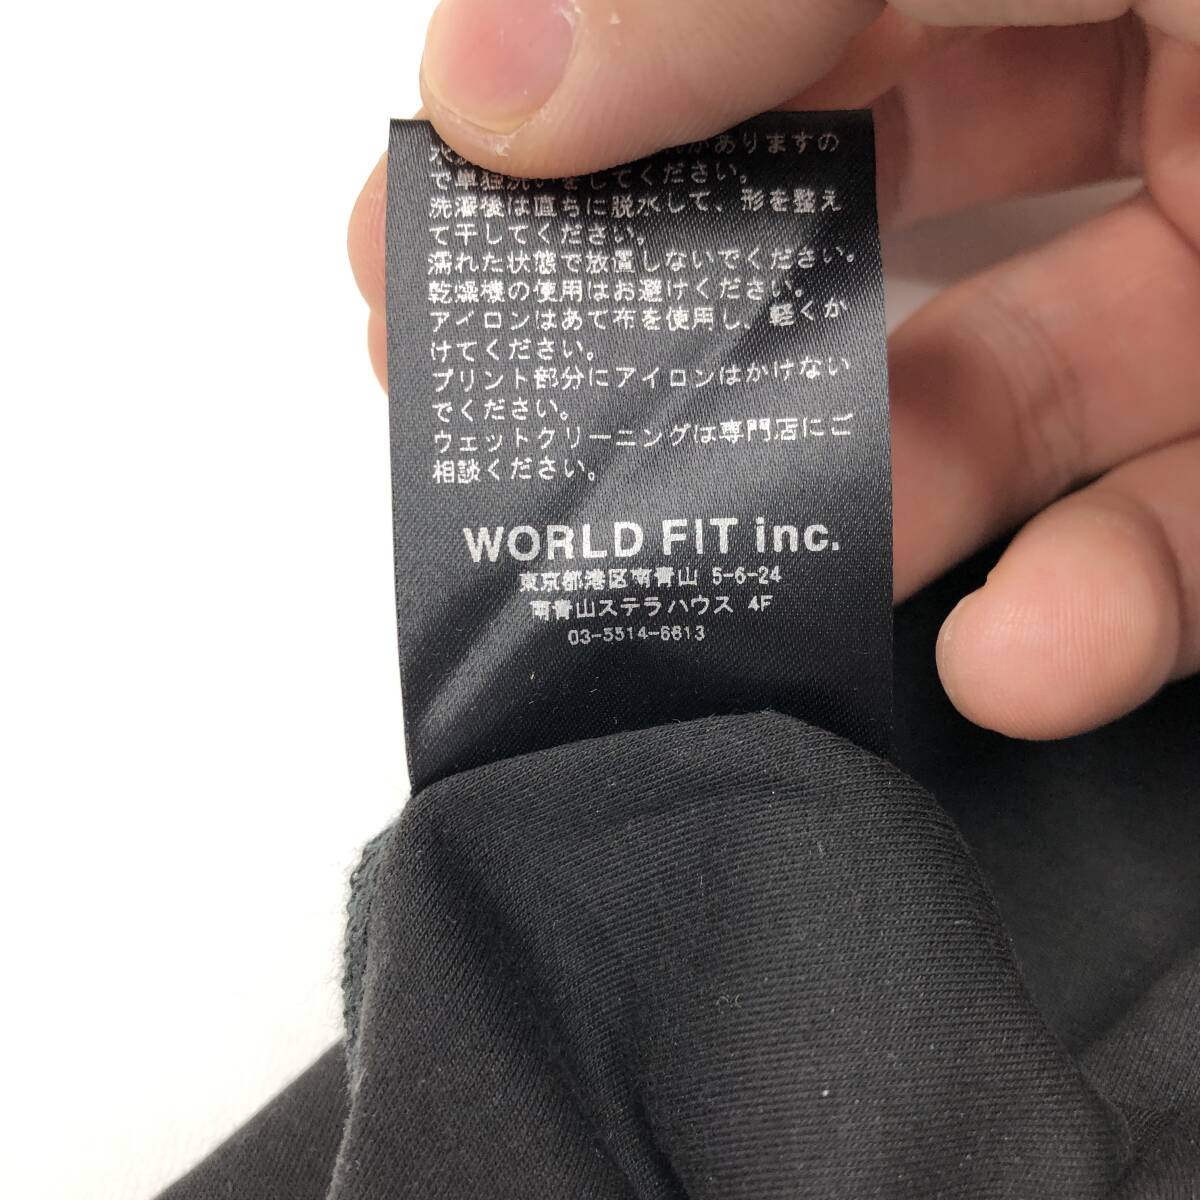 がありますの
で単独洗いをしてください。
洗濯後は直ちに脱水して、形を整え
て干してください。
濡れた状態で放置しないでください。
乾燥機の使用はお避けください。
アイロンはあて布を使用し、軽くか
けてください。
プリント部分にアイロンはかけない
でください。
ウェットクリーニングは専門店にご
相談ください。
WORLD FIT inc.
東京都港区南青山 5-6-24
南青山ステラハウス 4F
03-5514-6613